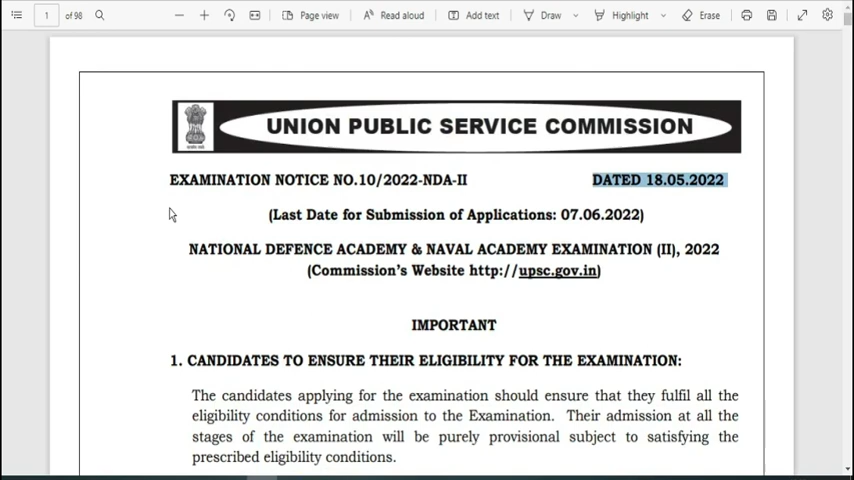 1 of 98 Page view Read aloud Add text Draw Highlight Erase
UNION PUBLIC SERVICE COMMISSION
EXAMINATION NOTICE NO.10/2022-NDA-II DATED 18.05.2022
(Last Date for Submission of Applications: 07.06.2022)
NATIONAL DEFENCE ACADEMY & NAVAL ACADEMY EXAMINATION (II), 2022
(Commission's Website http://upsc.gov.in)
IMPORTANT
1. CANDIDATES TO ENSURE THEIR ELIGIBILITY FOR THE EXAMINATION:
The candidates applying for the examination should ensure that they fulfil all the
eligibility conditions for admission to the Examination. Their admission at all the
stages of the examination will be purely provisional subject to satisfying the
prescribed eligibility conditions.